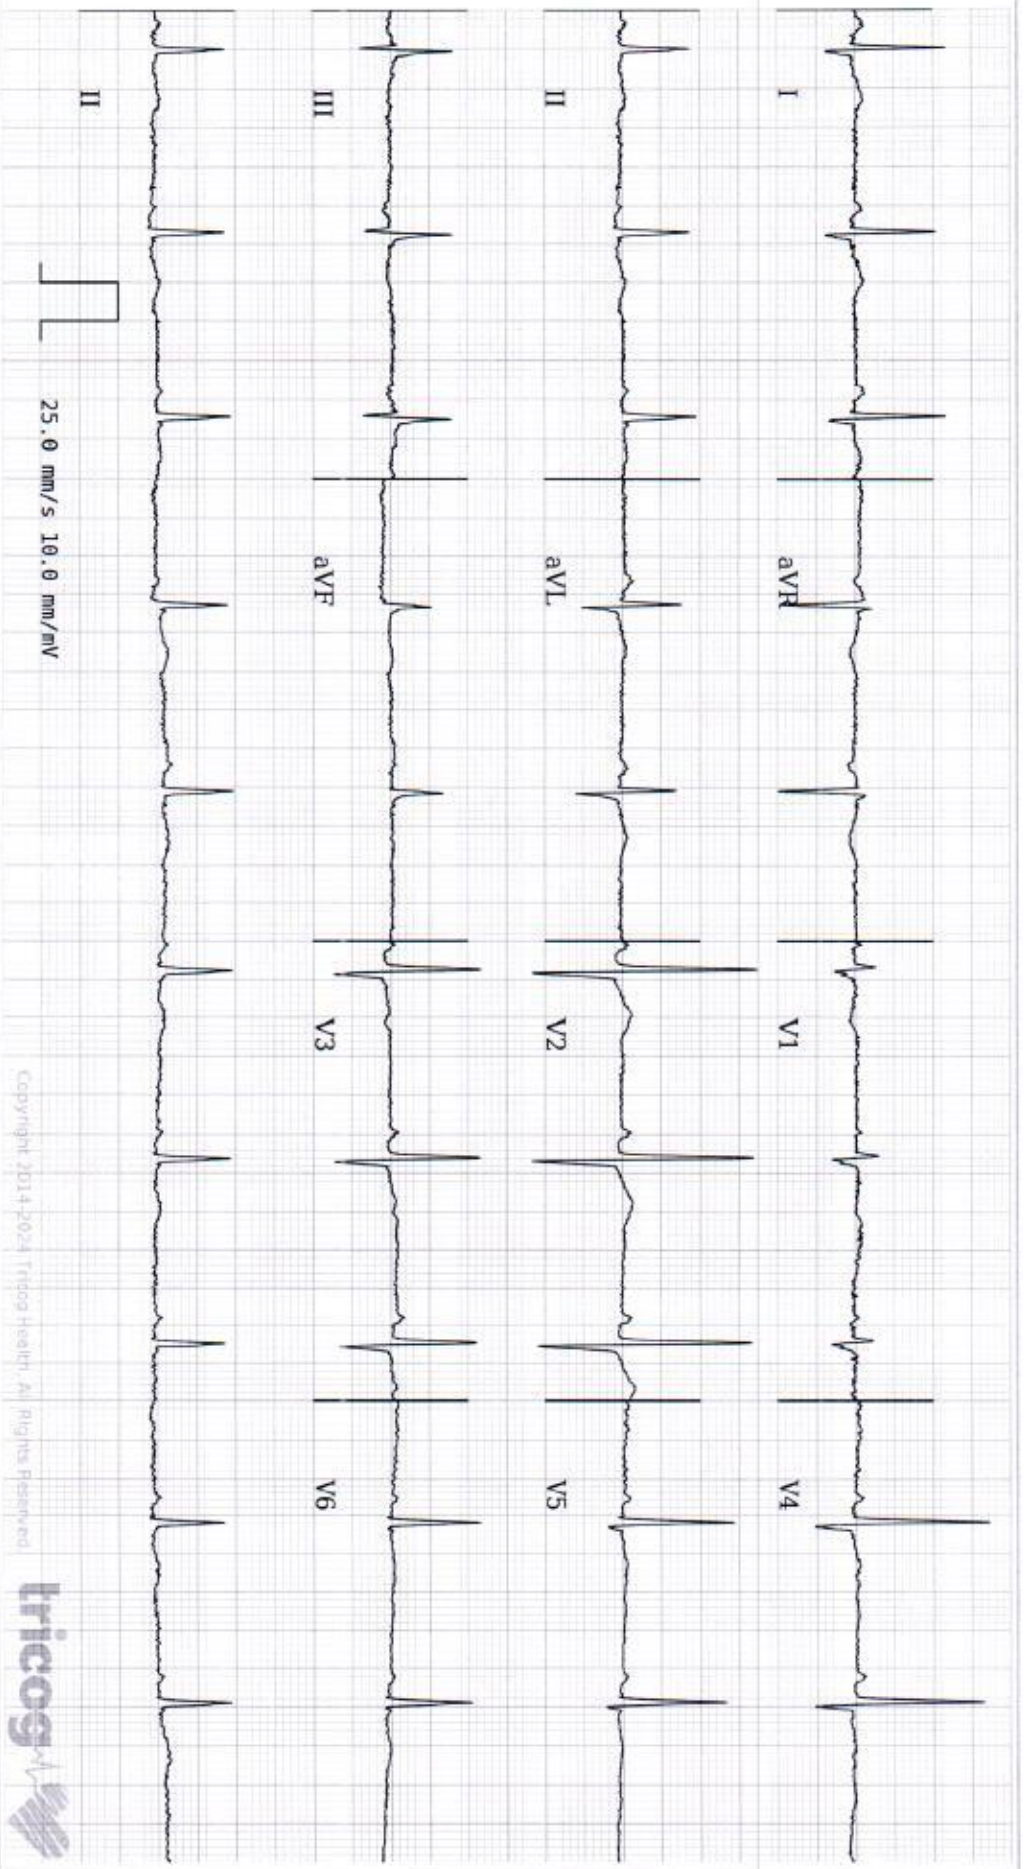 I
aVR
V1
V4
II
aVL
V2
V5
III
aVF
V3
V6
II
25.0 mm/s 10.0 mm/mV
Copyright 2014-2024 Tricog Health. All Rights Reserved.
tricog